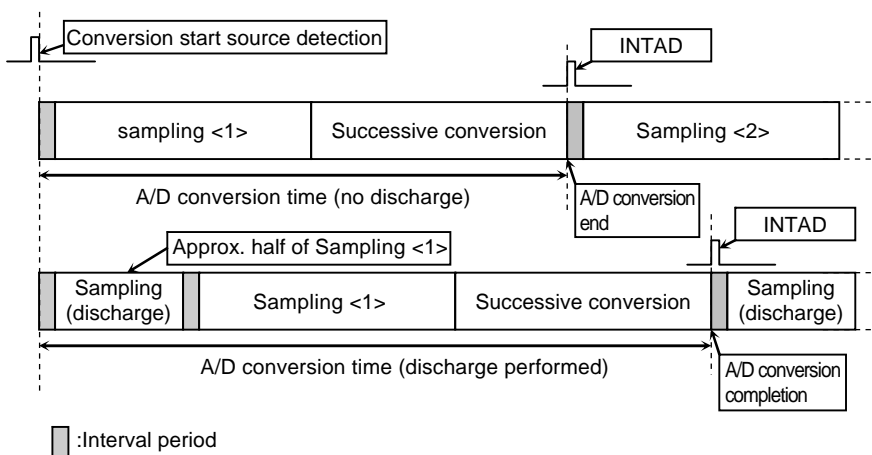 Conversion start source detection
INTAD
sampling <1>
Successive conversion
Sampling <2>
A/D conversion time (no discharge)
A/D conversion
end
INTAD
Approx. half of Sampling <1>
Sampling
(discharge)
Sampling <1>
Successive conversion
Sampling
(discharge)
A/D conversion time (discharge performed)
A/D conversion
completion
:Interval period